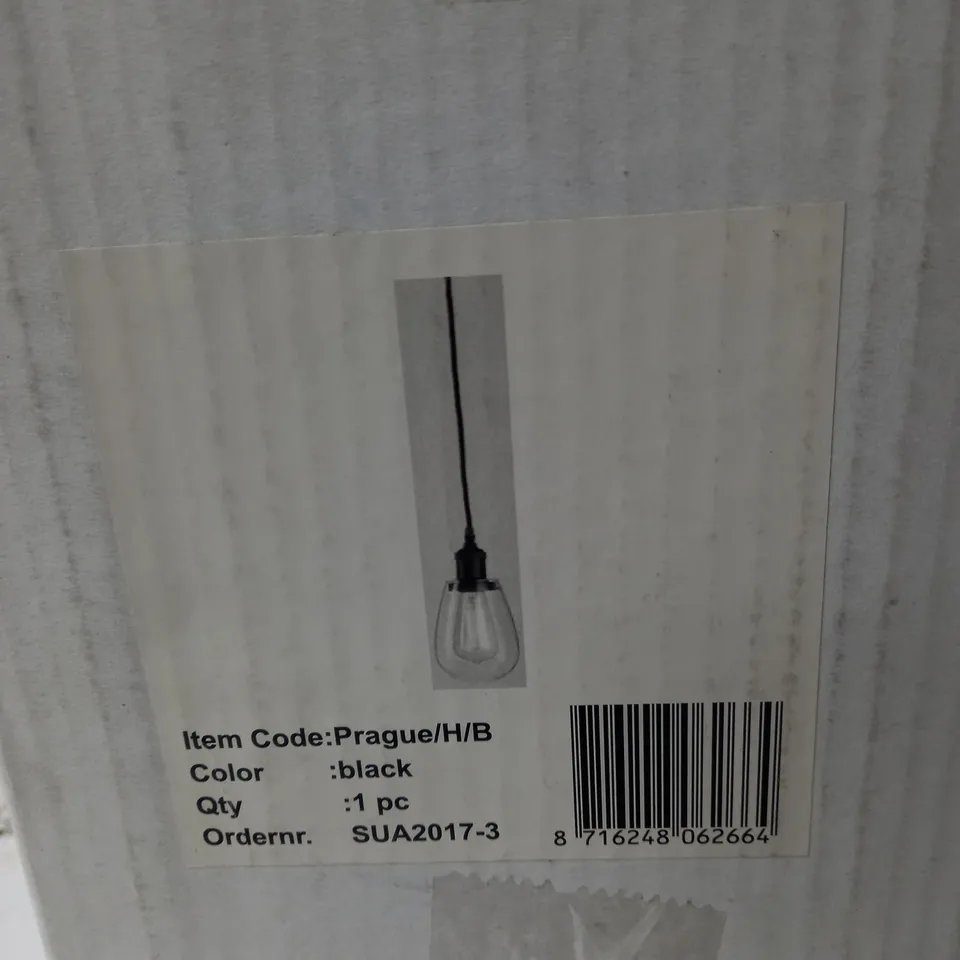 Item Code:Prague/H/B
Color :black
Qty :1 pc
Ordernr. SUA2017-3
8 716248 062664